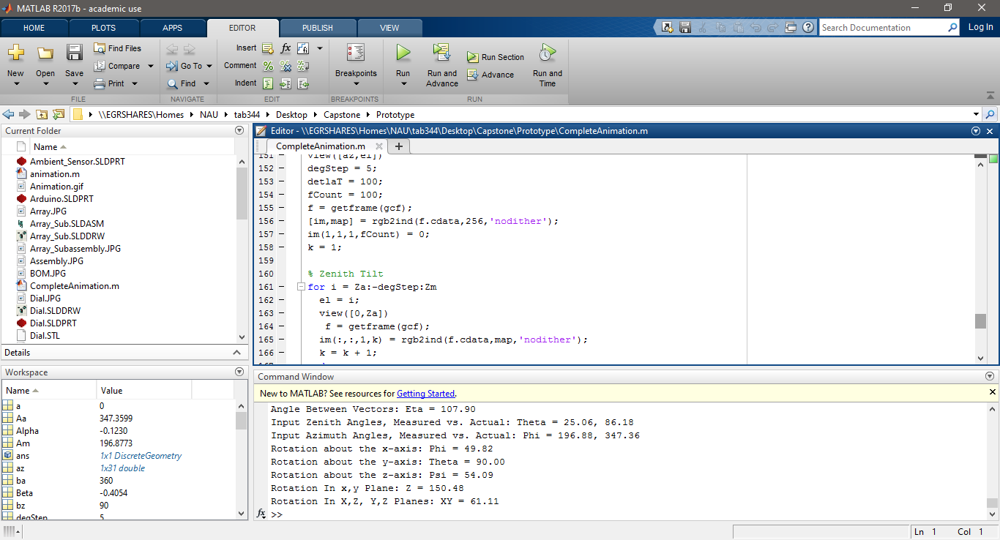 MATLAB R2017b - academic use
HOME PLOTS APPS EDITOR PUBLISH VIEW
Search Documentation
Log In
New Open Save
Find Files
Compare
Print
FILE
Go To
Find
NAVIGATE
Insert fx
Comment
Indent
EDIT
Breakpoints
BREAKPOINTS
Run
Run and Advance
Run Section
Advance
Run and Time
RUN
\\EGRSHARES\Homes NAU tab344 Desktop Capstone Prototype
Current Folder
Name
Ambient_Sensor.SLDPRT
animation.m
Animation.gif
Arduino.SLDPRT
Array.JPG
Array_Sub.SLDASM
Array_Sub.SLDDRW
Array_Subassembly.JPG
Assembly.JPG
BOM.JPG
CompleteAnimation.m
Dial.JPG
Dial.SLDDRW
Dial.SLDPRT
Dial.STL
Details
Workspace
Name Value
a 0
Aa 347.3599
Alpha -0.1230
Am 196.8773
ans 1x1 DiscreteGeometry
az 1x31 double
ba 360
Beta -0.4054
bz 90
degStep 5
Editor - \\EGRSHARES\Homes\NAU\tab344\Desktop\Capstone\Prototype\CompleteAnimation.m
CompleteAnimation.m
151 - view([az,el])
152 - degStep = 5;
153 - detlaT = 100;
154 - fCount = 100;
155 - f = getframe(gcf);
156 - [im,map] = rgb2ind(f.cdata,256,'nodither');
157 - im(1,1,1,fCount) = 0;
158 - k = 1;
159
160 % Zenith Tilt
161 - for i = Za:-degStep:Zm
162 - el = i;
163 - view([0,Za])
164 - f = getframe(gcf);
165 - im(:,:,1,k) = rgb2ind(f.cdata,map,'nodither');
166 - k = k + 1;
Command Window
New to MATLAB? See resources for Getting Started.
Angle Between Vectors: Eta = 107.90
Input Zenith Angles, Measured vs. Actual: Theta = 25.06, 86.18
Input Azimuth Angles, Measured vs. Actual: Phi = 196.88, 347.36
Rotation about the x-axis: Phi = 49.82
Rotation about the y-axis: Theta = 90.00
Rotation about the z-axis: Psi = 54.09
Rotation In x,y Plane: Z = 150.48
Rotation In X,Z, Y,Z Planes: XY = 61.11
fx >>
Ln 1 Col 1